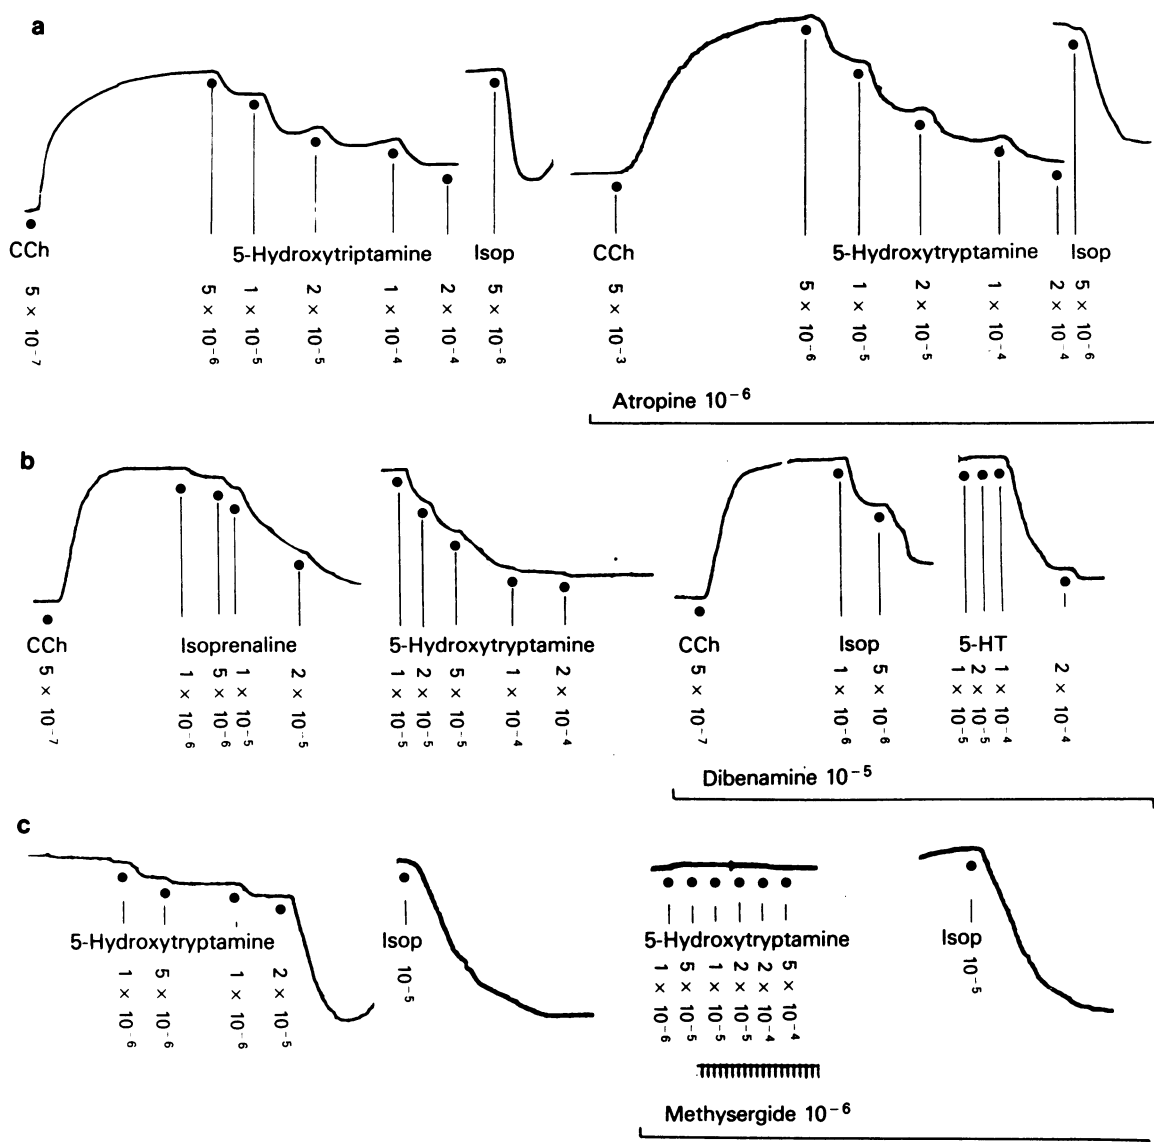 a
CCh
5-Hydroxytriptamine
Isop
CCh
5-Hydroxytryptamine
Isop
5 × 10⁻⁷
5 × 10⁻⁶
1 × 10⁻⁵
2 × 10⁻⁵
1 × 10⁻⁴
2 × 10⁻⁴
5 × 10⁻⁶
5 × 10⁻³
5 × 10⁻⁶
1 × 10⁻⁵
2 × 10⁻⁵
1 × 10⁻⁴
2 × 10⁻⁴
5 × 10⁻⁶
Atropine 10⁻⁶
b
CCh
Isoprenaline
5-Hydroxytryptamine
CCh
Isop
5-HT
5 × 10⁻⁷
1 × 10⁻⁶
5 × 10⁻⁶
1 × 10⁻⁵
2 × 10⁻⁵
1 × 10⁻⁵
2 × 10⁻⁵
5 × 10⁻⁵
1 × 10⁻⁴
2 × 10⁻⁴
5 × 10⁻⁷
1 × 10⁻⁶
5 × 10⁻⁶
1 × 10⁻⁵
2 × 10⁻⁵
1 × 10⁻⁴
2 × 10⁻⁴
Dibenamine 10⁻⁵
c
5-Hydroxytryptamine
Isop
5-Hydroxytryptamine
Isop
1 × 10⁻⁶
5 × 10⁻⁶
1 × 10⁻⁶
2 × 10⁻⁵
10⁻⁵
1 × 10⁻⁶
5 × 10⁻⁶
1 × 10⁻⁵
2 × 10⁻⁵
2 × 10⁻⁴
5 × 10⁻⁴
10⁻⁵
Methysergide 10⁻⁶